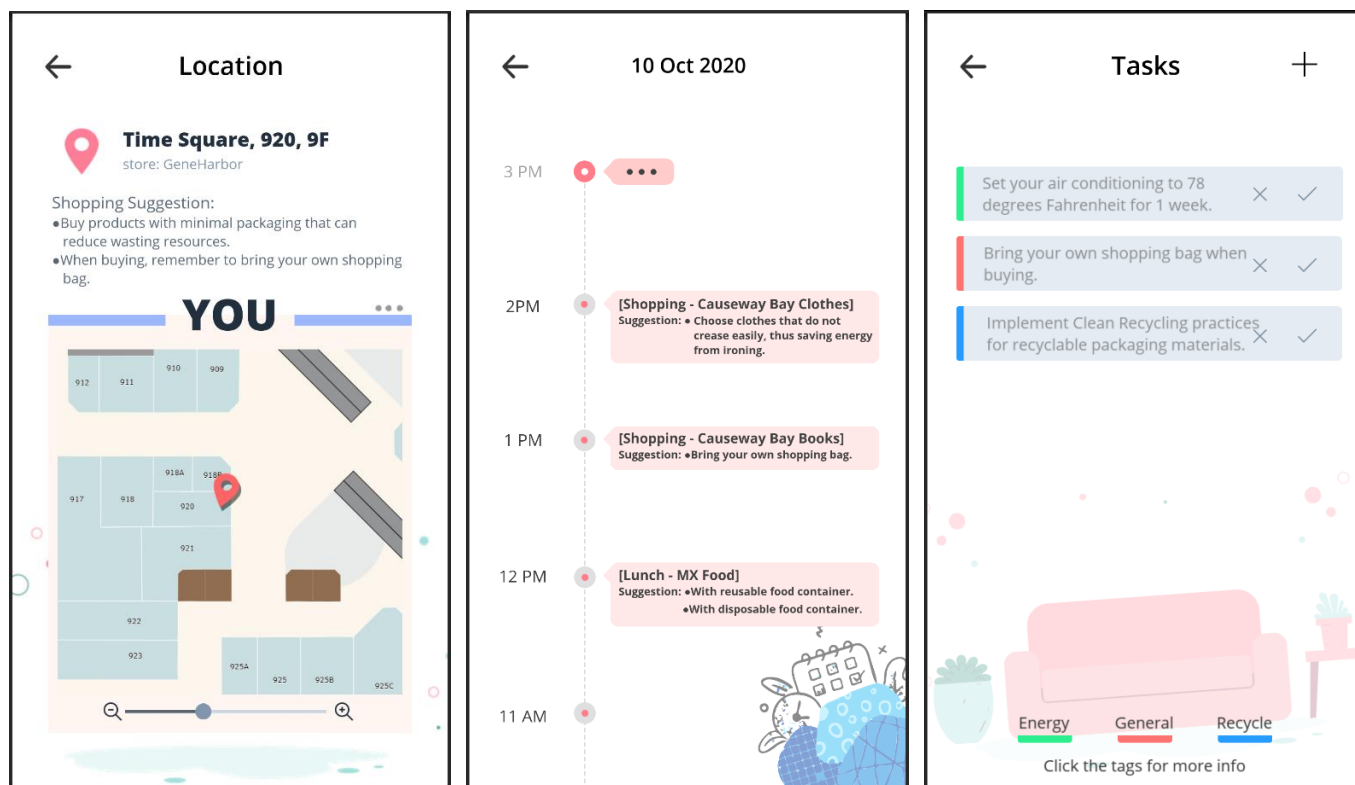 Location
Time Square, 920, 9F
store: GeneHarbor
Shopping Suggestion:
●Buy products with minimal packaging that can
reduce wasting resources.
●When buying, remember to bring your own shopping
bag.
YOU
912
911
910
909
917
918
918A
918B
920
921
922
923
925A
925
925B
925C
10 Oct 2020
3 PM
2PM
[Shopping - Causeway Bay Clothes]
Suggestion: ● Choose clothes that do not
crease easily, thus saving energy
from ironing.
1 PM
[Shopping - Causeway Bay Books]
Suggestion: ●Bring your own shopping bag.
12 PM
[Lunch - MX Food]
Suggestion: ●With reusable food container.
●With disposable food container.
11 AM
Tasks
Set your air conditioning to 78
degrees Fahrenheit for 1 week.
Bring your own shopping bag when
buying.
Implement Clean Recycling practices
for recyclable packaging materials.
Energy
General
Recycle
Click the tags for more info